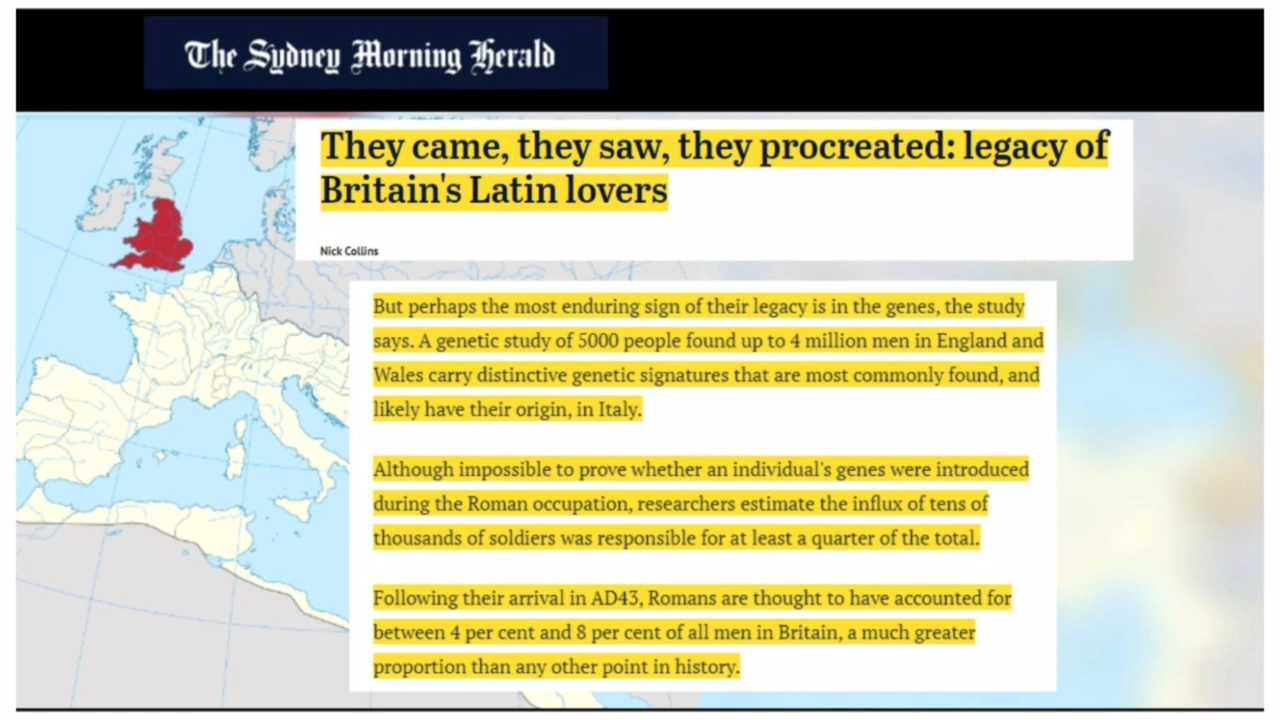 The Sydney Morning Herald
They came, they saw, they procreated: legacy of
Britain's Latin lovers
Nick Collins
But perhaps the most enduring sign of their legacy is in the genes, the study
says. A genetic study of 5000 people found up to 4 million men in England and
Wales carry distinctive genetic signatures that are most commonly found, and
likely have their origin, in Italy.
Although impossible to prove whether an individual's genes were introduced
during the Roman occupation, researchers estimate the influx of tens of
thousands of soldiers was responsible for at least a quarter of the total.
Following their arrival in AD43, Romans are thought to have accounted for
between 4 per cent and 8 per cent of all men in Britain, a much greater
proportion than any other point in history.